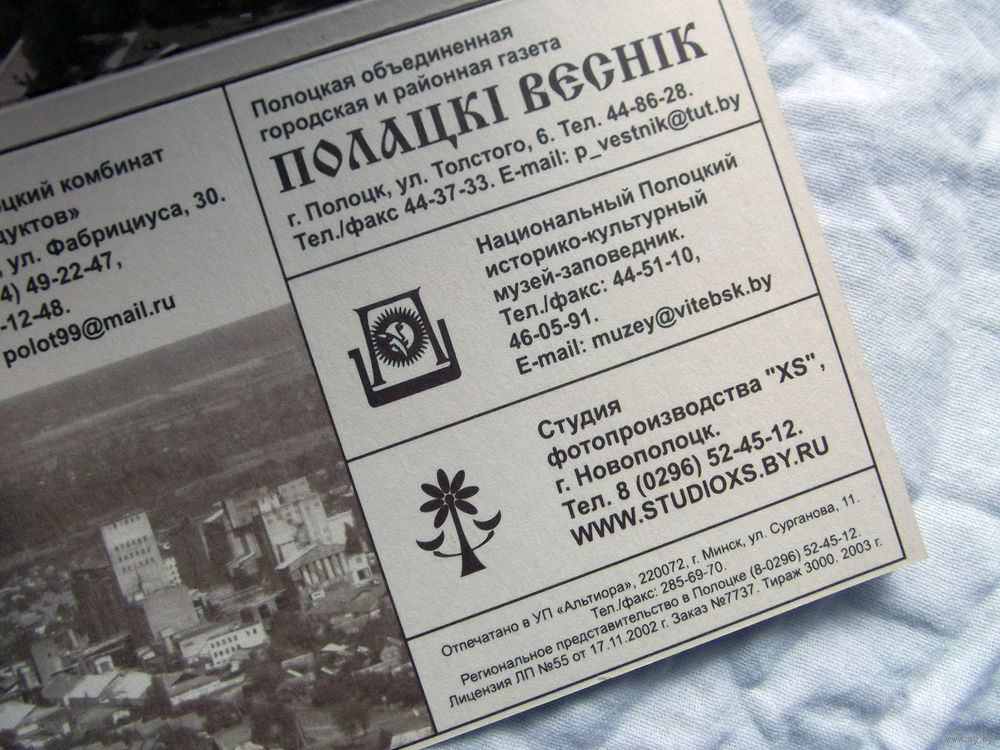 Полоцкая объединенная
городская и районная газета
ПОЛАЦКІ ВЕСНІК
г. Полоцк, ул. Толстого, 6. Тел. 44-86-28.
Тел./факс 44-37-33. E-mail: p_vestnik@tut.by
комбинат
, ул. Фабрициуса, 30.
4) 49-22-47,
-12-48.
polot99@mail.ru
Национальный Полоцкий
историко-культурный
музей-заповедник.
Тел./факс: 44-51-10,
46-05-91.
E-mail: muzey@vitebsk.by
Студия
фотопроизводства "XS",
г. Новополоцк.
Тел. 8 (0296) 52-45-12.
WWW.STUDIOXS.BY.RU
Отпечатано в УП «Альтиора», 220072, г. Минск, ул. Сурганова, 11.
Тел./факс: 285-69-70.
Региональное представительство в Полоцке (8-0296) 52-45-12.
Лицензия ЛП №55 от 17.11.2002 г. Заказ №7737. Тираж 3000. 2003 г.